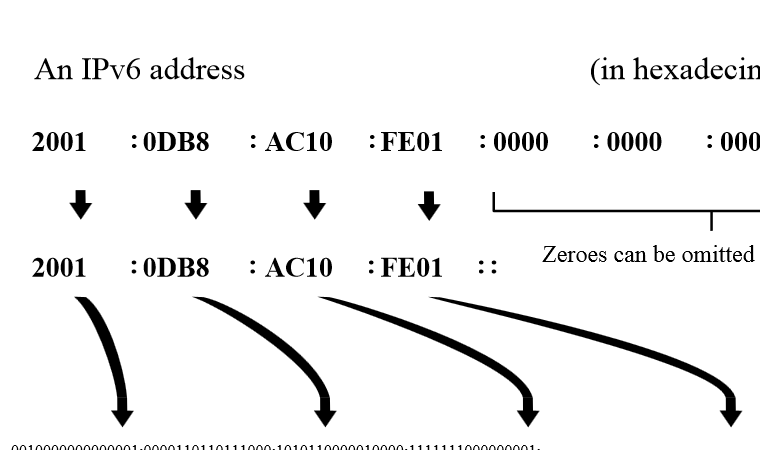 An IPv6 address (in hexadecim
2001 :0DB8 : AC10 :FE01 :0000 :0000 :000
2001 :0DB8 : AC10 :FE01 ::
Zeroes can be omitted
0010000000000001:0000110110111000:1010110000010000:1111111000000001: